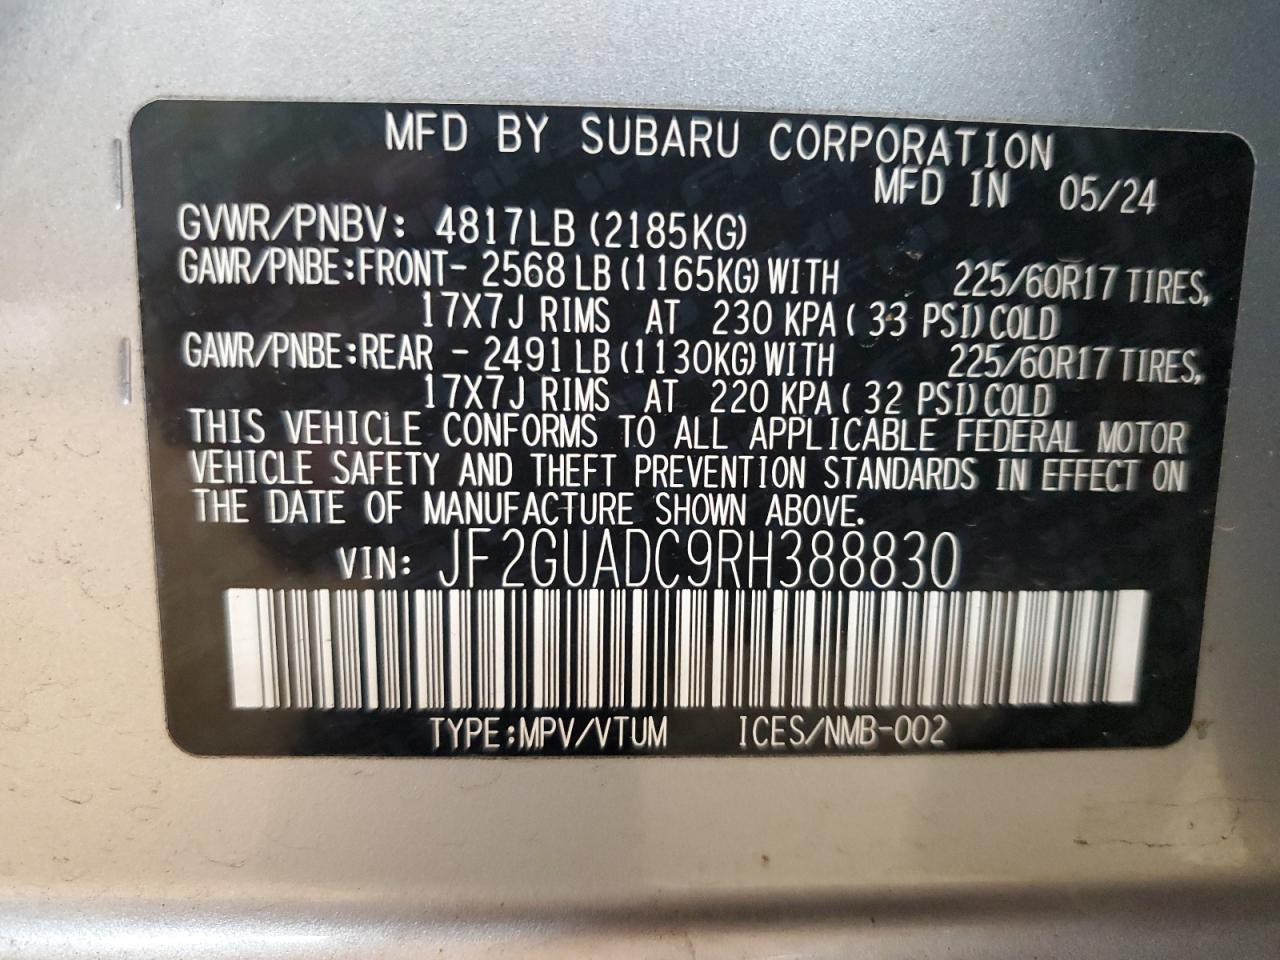 MFD BY SUBARU CORPORATION
MFD IN 05/24
GVWR/PNBV: 4817LB (2185KG)
GAWR/PNBE:FRONT- 2568 LB (1165KG) WITH 225/60R17 TIRES,
17X7J RIMS AT 230 KPA ( 33 PSI) COLD
GAWR/PNBE:REAR - 2491 LB (1130KG) WITH 225/60R17 TIRES,
17X7J RIMS AT 220 KPA ( 32 PSI) COLD
THIS VEHICLE CONFORMS TO ALL APPLICABLE FEDERAL MOTOR
VEHICLE SAFETY AND THEFT PREVENTION STANDARDS IN EFFECT ON
THE DATE OF MANUFACTURE SHOWN ABOVE.
VIN: JF2GUADC9RH388830
TYPE:MPV/VTUM ICES/NMB-002